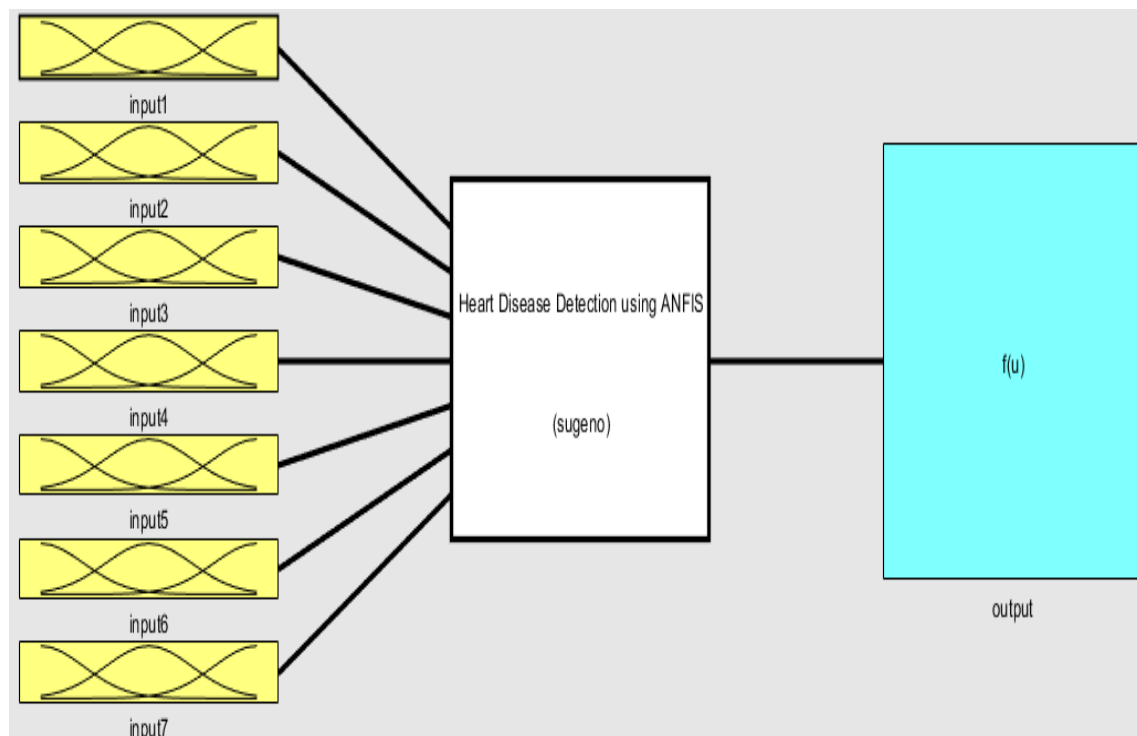 input1
input2
input3
input4
input5
input6
input7
Heart Disease Detection using ANFIS
(sugeno)
f(u)
output